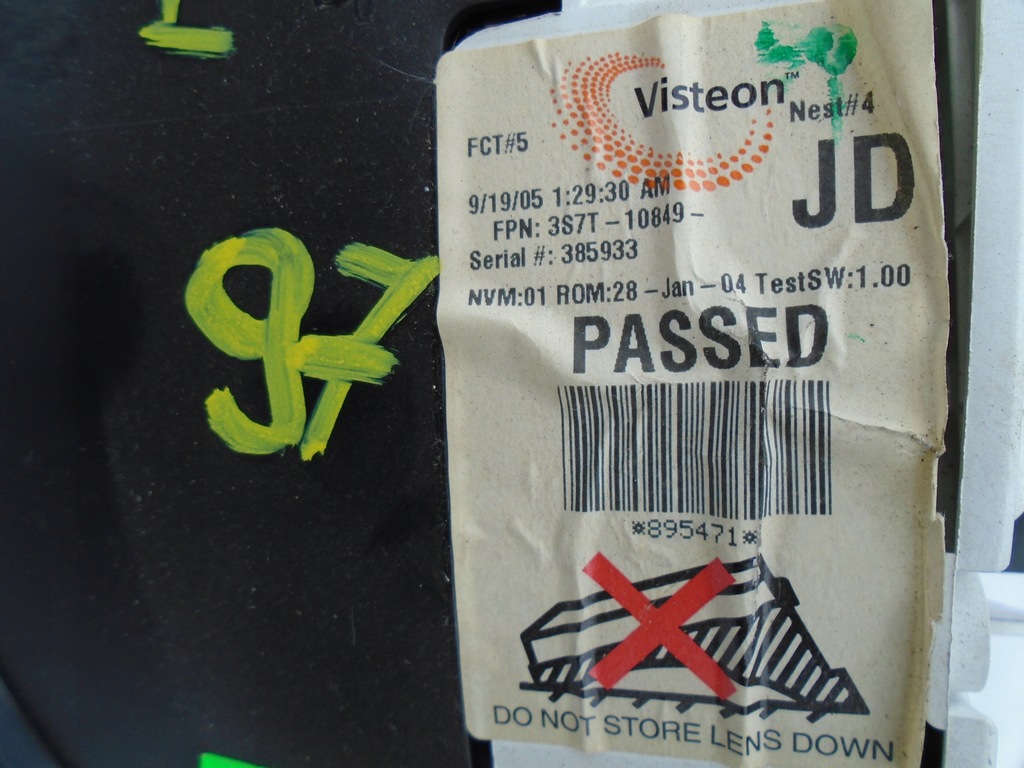 97
Visteon™
Nest#4
FCT#5
JD
9/19/05 1:29:30 AM
FPN: 3S7T-10849-
Serial #: 385933
NVM:01 ROM:28-Jan-04 TestSW:1.00
PASSED
*895471*
DO NOT STORE LENS DOWN